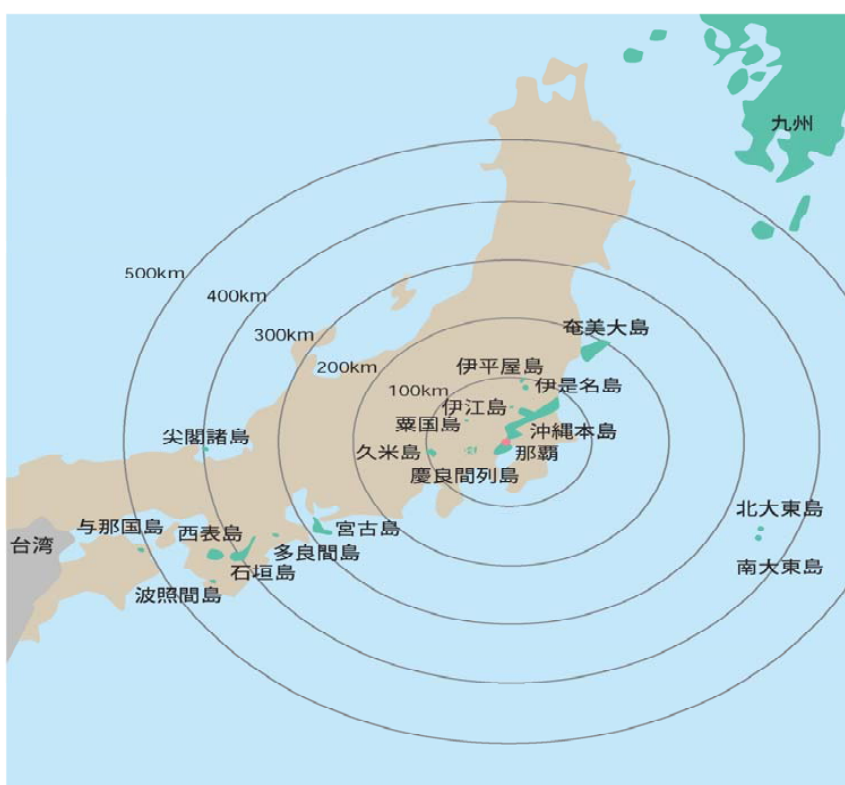 九州
500km
400km
300km
奄美大島
200km
伊平屋島
100km
伊是名島
伊江島
粟国島
沖縄本島
尖閣諸島
久米島
那覇
慶良間列島
北大東島
与那国島
西表島
宮古島
台湾
多良間島
南大東島
石垣島
波照間島